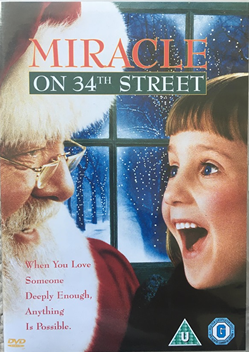 MIRACLE
ON 34TH STREET
When You Love
Someone
Deeply Enough,
Anything
Is Possible.
DVD
U
G